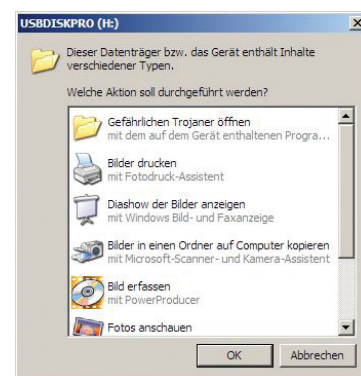 USBDISKPRO (H:)
Dieser Datenträger bzw. das Gerät enthält Inhalte
verschiedener Typen.
Welche Aktion soll durchgeführt werden?
Gefährlichen Trojaner öffnen
mit dem auf dem Gerät enthaltenen Progra...
Bilder drucken
mit Fotodruck-Assistent
Diashow der Bilder anzeigen
mit Windows Bild- und Faxanzeige
Bilder in einen Ordner auf Computer kopieren
mit Microsoft-Scanner- und Kamera-Assistent
Bild erfassen
mit PowerProducer
Fotos anschauen
OK
Abbrechen